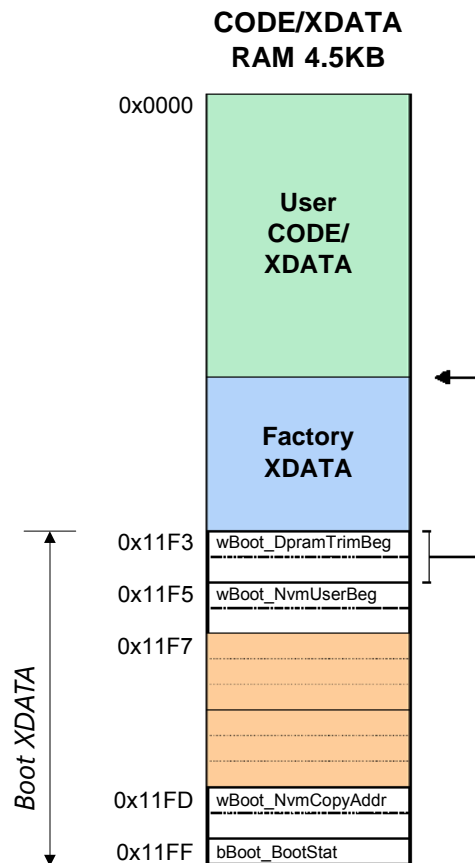 CODE/XDATA
RAM 4.5KB
0x0000
User
CODE/
XDATA
Factory
XDATA
0x11F3
wBoot_DpramTrimBeg
0x11F5
wBoot_NvmUserBeg
0x11F7
Boot XDATA
0x11FD
wBoot_NvmCopyAddr
0x11FF
bBoot_BootStat